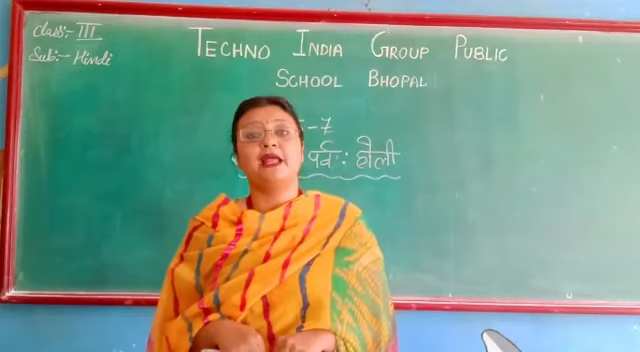 Class:- III
Sub:- Hindi
TECHNO INDIA GROUP PUBLIC
SCHOOL BHOPAL
-7
पर्व : होली